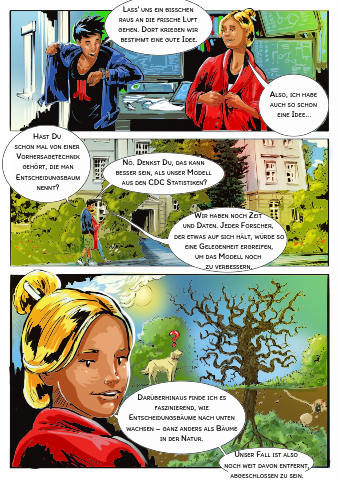 Lass' uns ein bisschen
raus an die frische Luft
gehen. Dort kriegen wir
bestimmt eine gute Idee.
Also, ich habe
auch so schon
eine Idee...
Hast Du
schon mal von einer
Vorhersagetechnik
gehört, die man
Entscheidungsbaum
nennt?
Nö. Denkst Du, das kann
besser sein, als unser Modell
aus den CDC Statistiken?
Wir haben noch Zeit
und Daten. Jeder Forscher,
der etwas auf sich hält, würde so
eine Gelegenheit ergreifen,
um das Modell noch
zu verbessern.
?
Darüberhinaus finde ich es
faszinierend, wie
Entscheidungsbäume nach unten
wachsen – ganz anders als Bäume
in der Natur.
Unser Fall ist also
noch weit davon entfernt,
abgeschlossen zu sein.